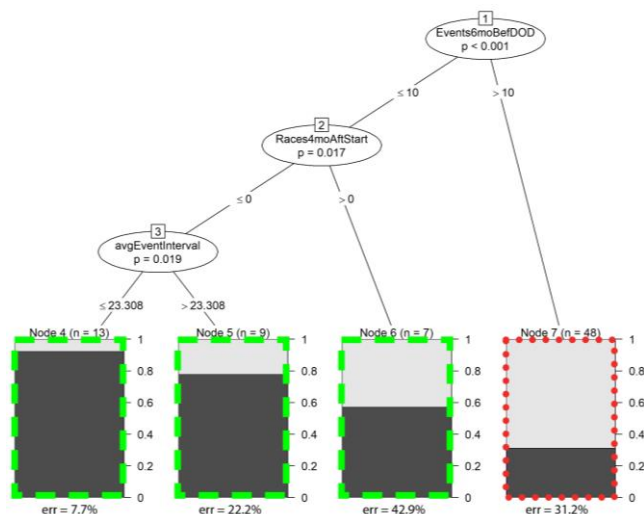 1
Events6moBefDOD
p < 0.001
≤ 10
> 10
2
Races4moAftStart
p = 0.017
≤ 0
> 0
3
avgEventInterval
p = 0.019
≤ 23.308
> 23.308
Node 4 (n = 13)
1
0.8
0.6
0.4
0.2
0
err = 7.7%
Node 5 (n = 9)
1
0.8
0.6
0.4
0.2
0
err = 22.2%
Node 6 (n = 7)
1
0.8
0.6
0.4
0.2
0
err = 42.9%
Node 7 (n = 48)
1
0.8
0.6
0.4
0.2
0
err = 31.2%